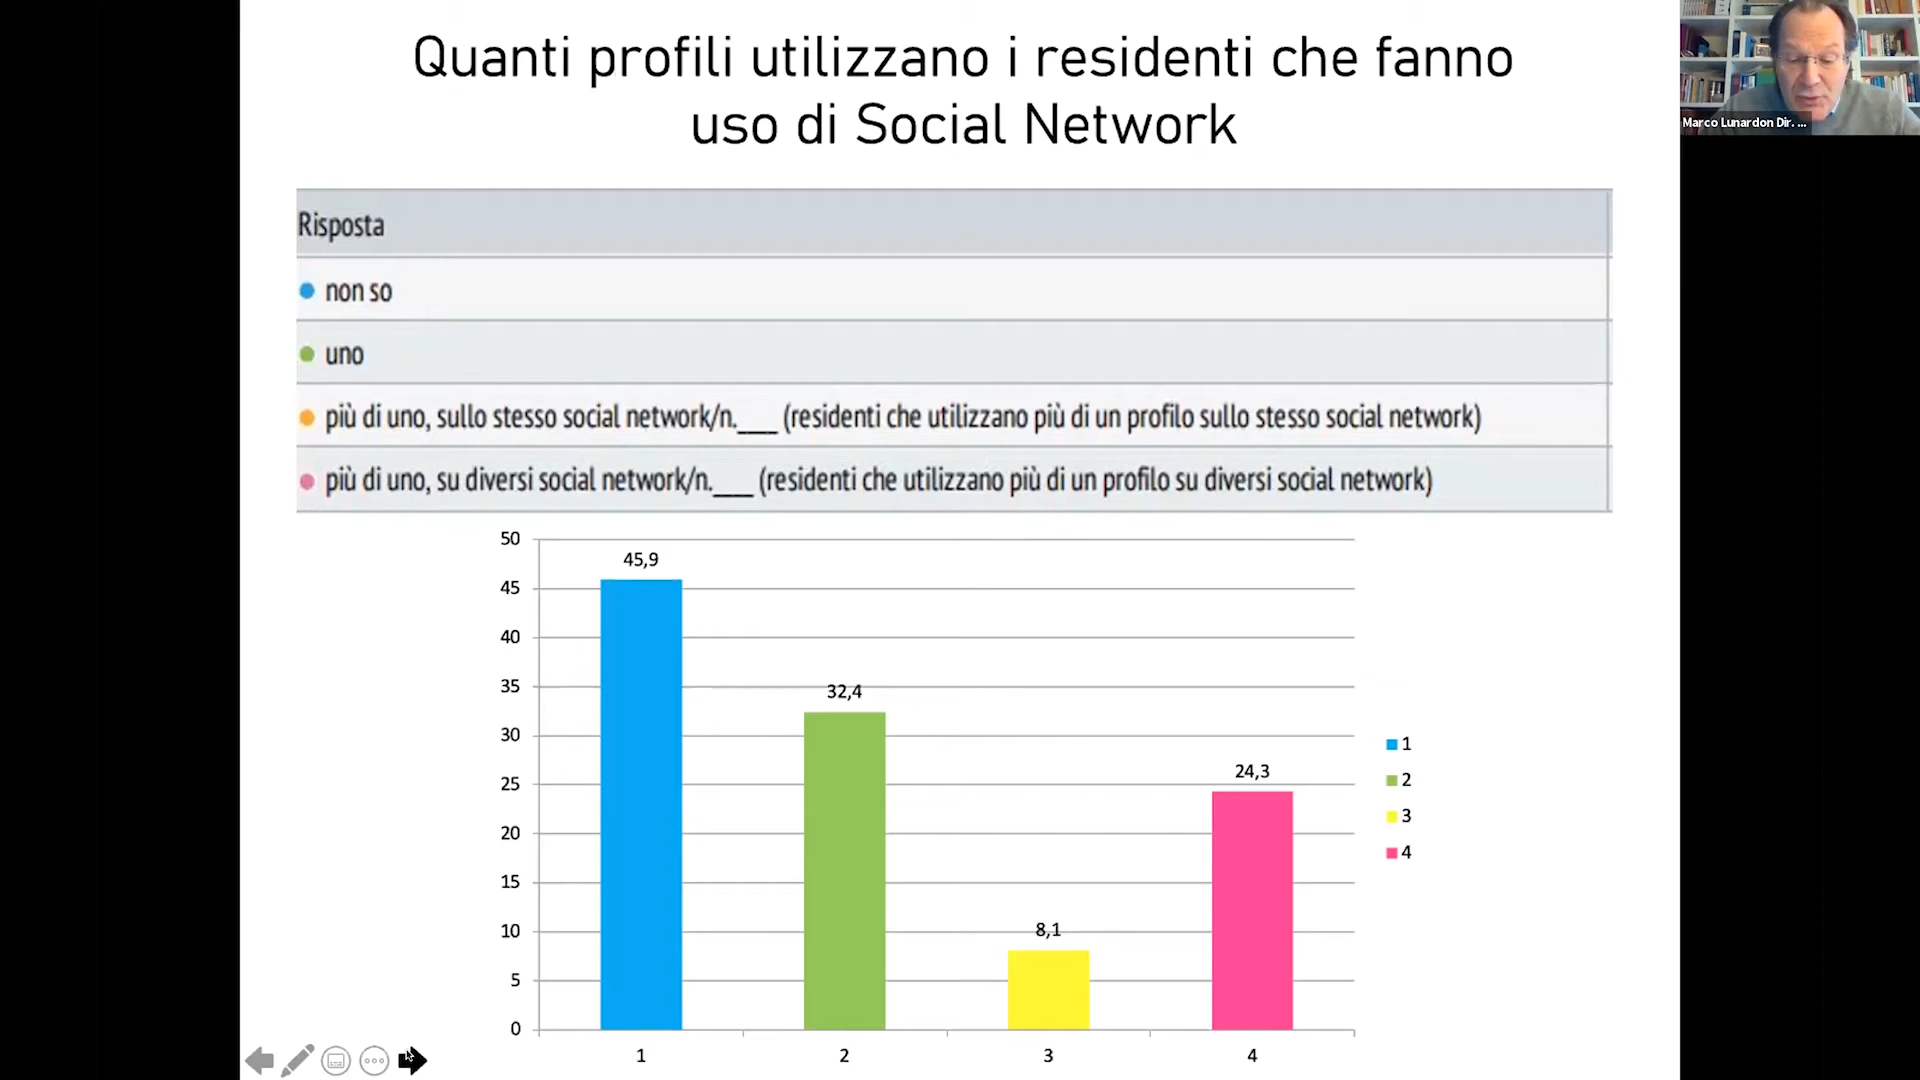 Quanti profili utilizzano i residenti che fanno
uso di Social Network
Marco Lunardon Dir. ...
Risposta
non so
uno
più di uno, sullo stesso social network/n.____ (residenti che utilizzano più di un profilo sullo stesso social network)
più di uno, su diversi social network/n.____ (residenti che utilizzano più di un profilo su diversi social network)
50
45
40
35
30
25
20
15
10
5
0
45,9
32,4
8,1
24,3
1
2
3
4
1
2
3
4